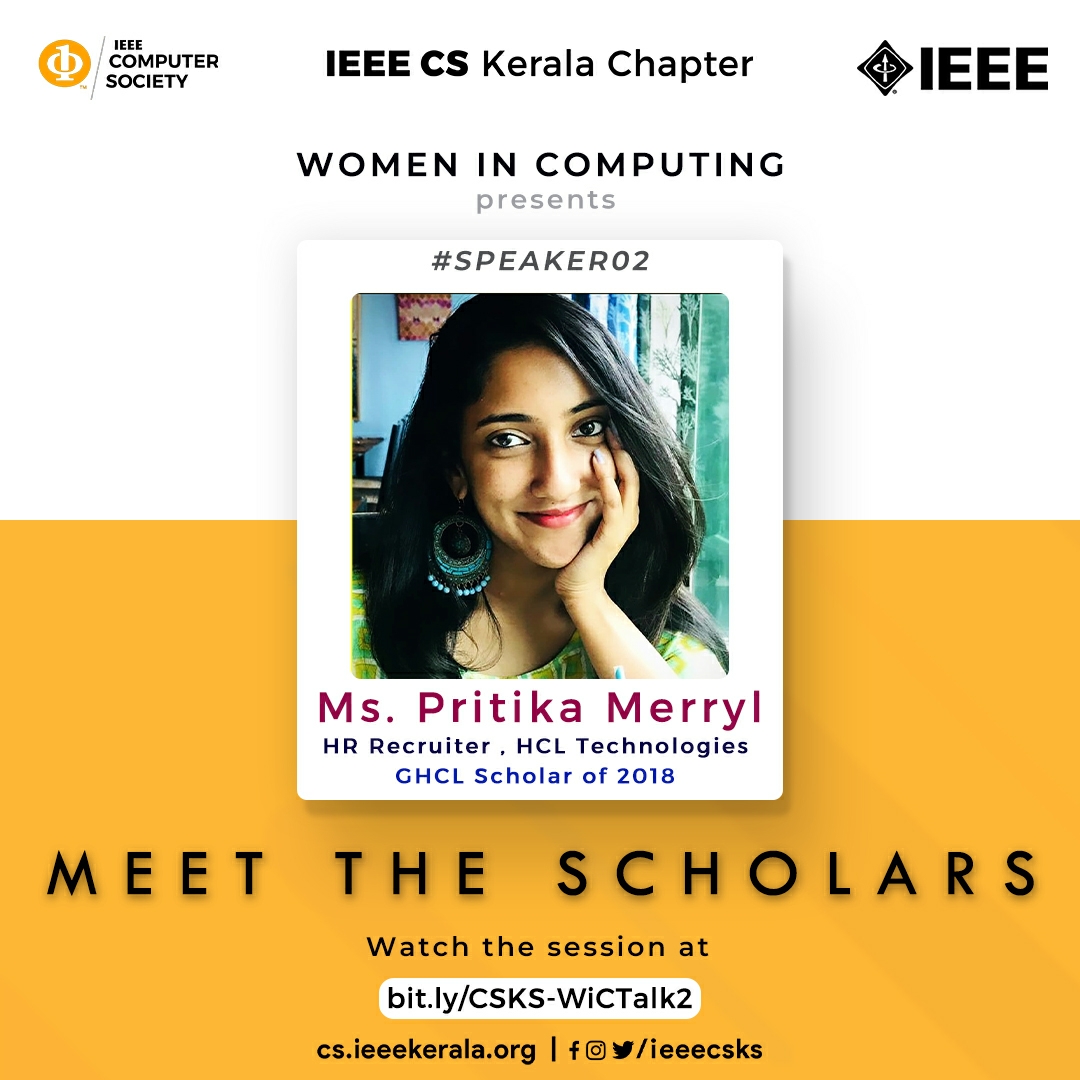 IEEE
COMPUTER
SOCIETY
IEEE CS Kerala Chapter
IEEE
WOMEN IN COMPUTING
presents
#SPEAKER02
Ms. Pritika Merryl
HR Recruiter , HCL Technologies
GHCL Scholar of 2018
MEET THE SCHOLARS
Watch the session at
bit.ly/CSKS-WiCTalk2
cs.ieeekerala.org | /ieeecsks